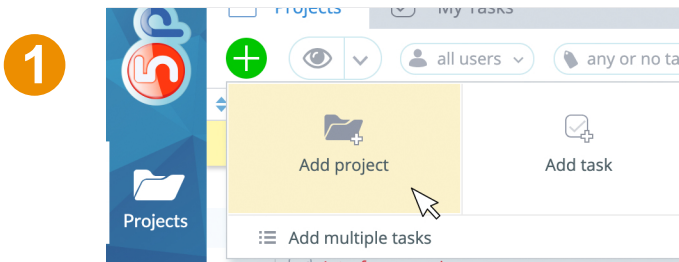 1
Projects
My Tasks
all users
any or no ta
Add project
Add task
Projects
Add multiple tasks